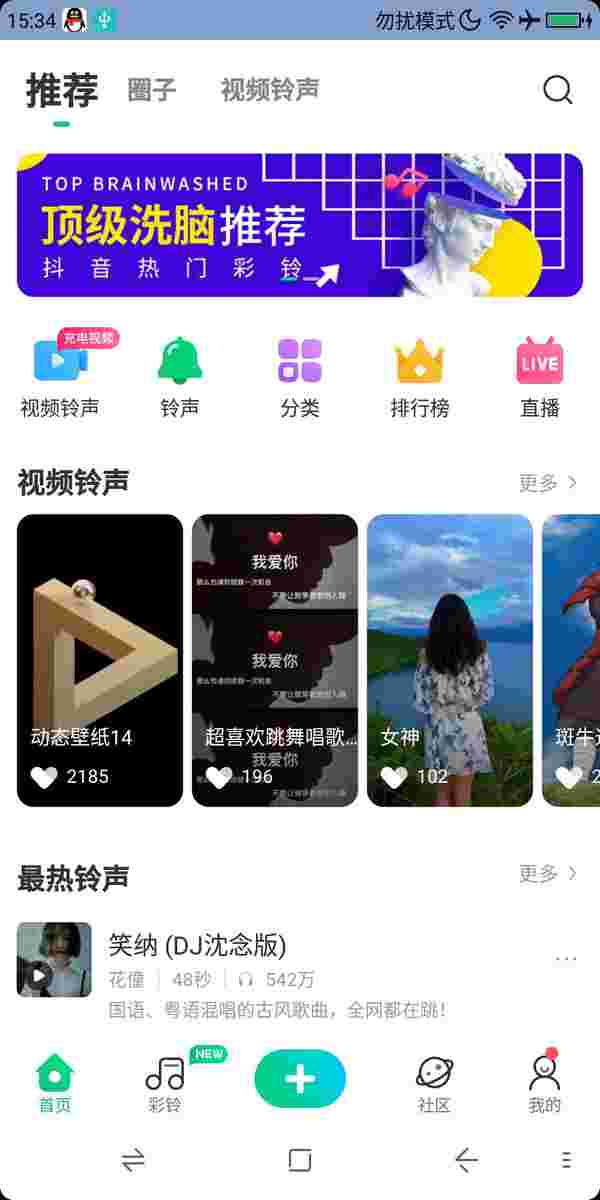 15:34 勿扰模式
推荐 圈子 视频铃声
TOP BRAINWASHED
顶级洗脑推荐
抖音热门彩铃
充电视频
LIVE
视频铃声 铃声 分类 排行榜 直播
视频铃声 更多
我爱你
我爱你
我爱你
动态壁纸14 超喜欢跳舞唱歌... 女神
2185 196 102
最热铃声 更多
笑纳 (DJ沈念版)
花僮 48秒 542万
国语、粤语混唱的古风歌曲，全网都在跳！
NEW
首页 彩铃 社区 我的